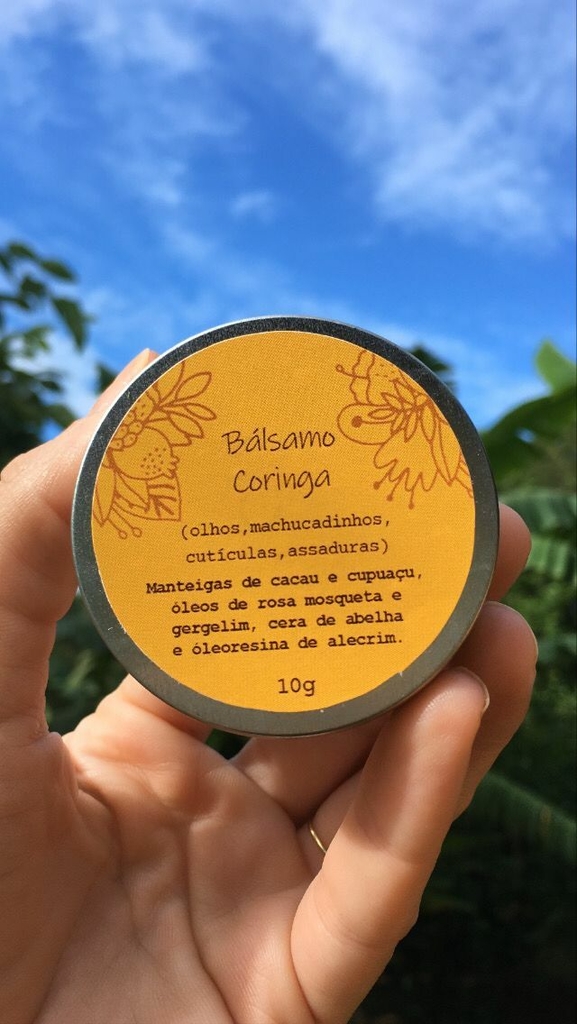 Bálsamo
Coringa
(olhos,machucadinhos,
cutículas,assaduras)
Manteigas de cacau e cupuaçu,
óleos de rosa mosqueta e
gergelim, cera de abelha
e óleoresina de alecrim.
10g